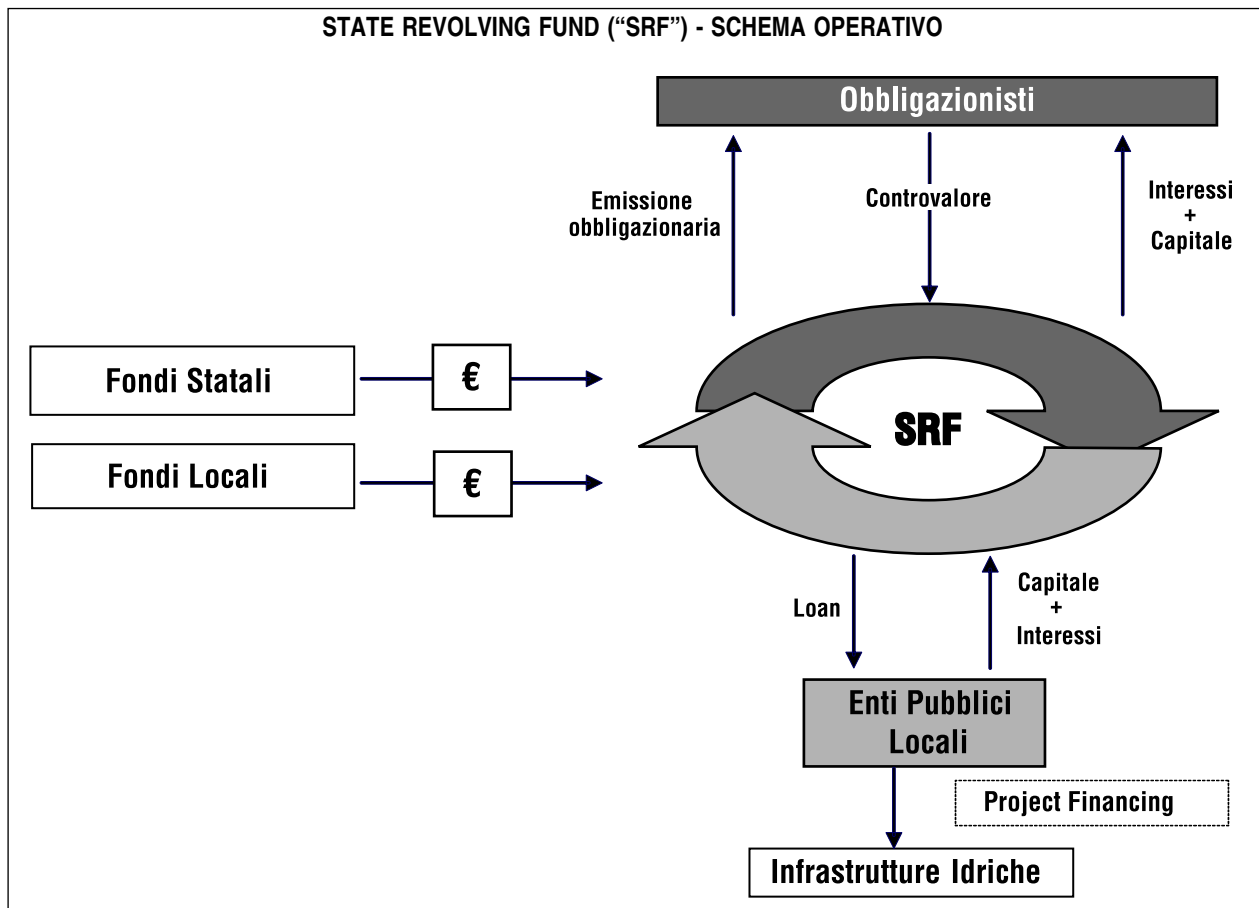 STATE REVOLVING FUND (“SRF”) - SCHEMA OPERATIVO
Obbligazionisti
Emissione
obbligazionaria
Controvalore
Interessi
+
Capitale
Fondi Statali
€
Fondi Locali
€
SRF
Loan
Capitale
+
Interessi
Enti Pubblici
Locali
Project Financing
Infrastrutture Idriche